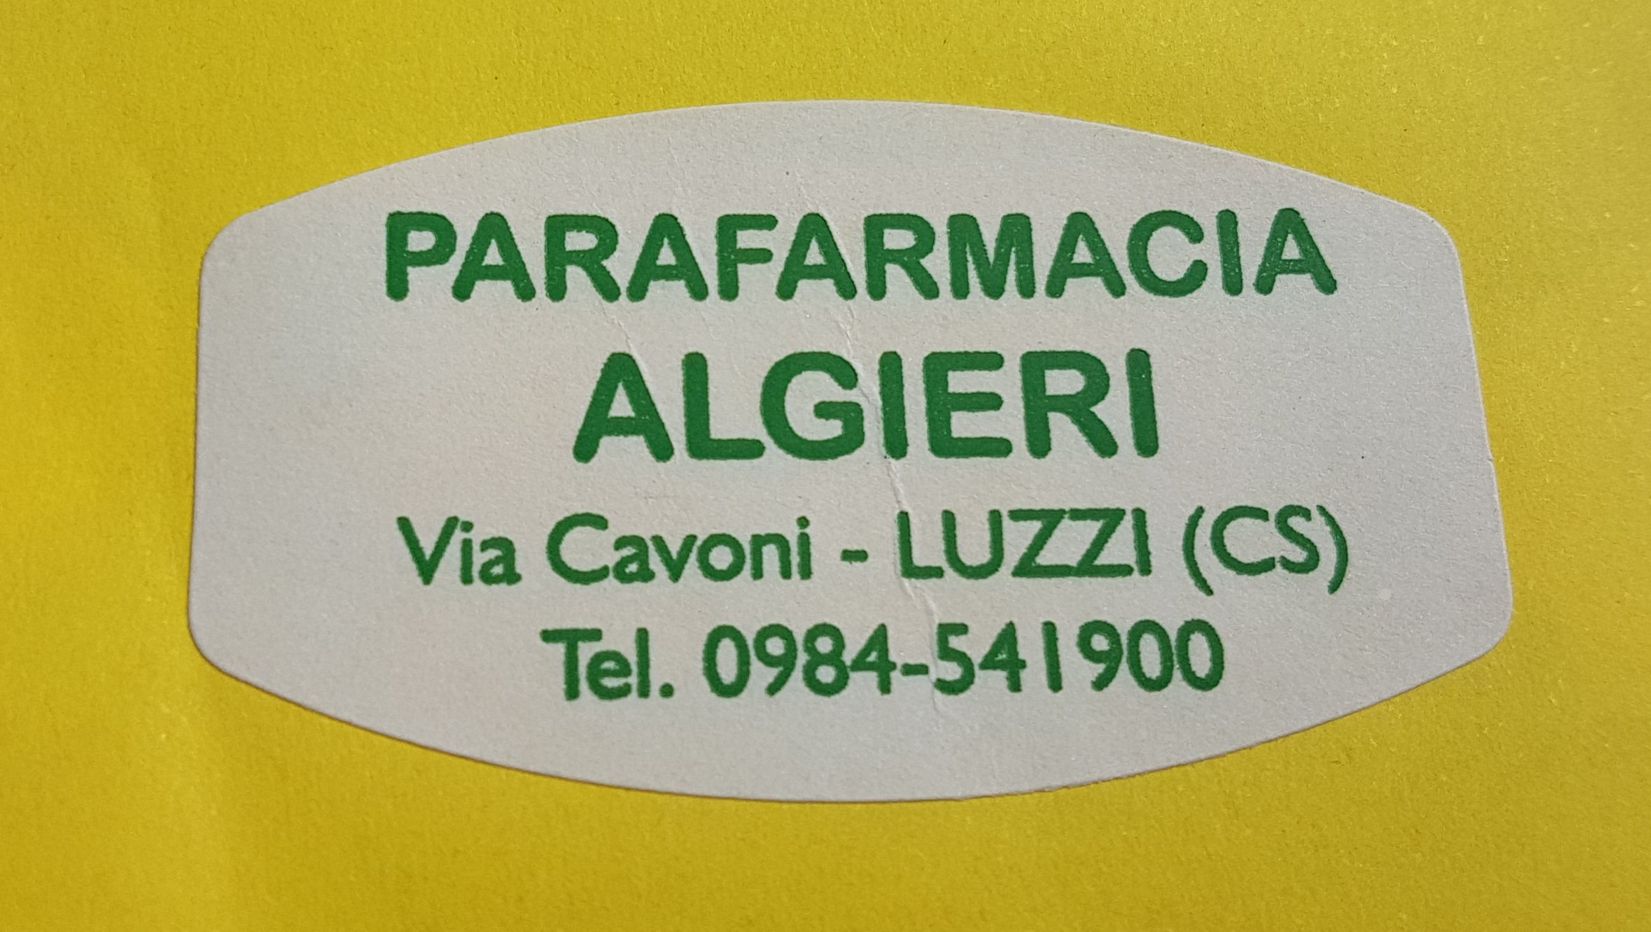 PARAFARMACIA
ALGIERI
Via Cavoni - LUZZI (CS)
Tel. 0984-541900